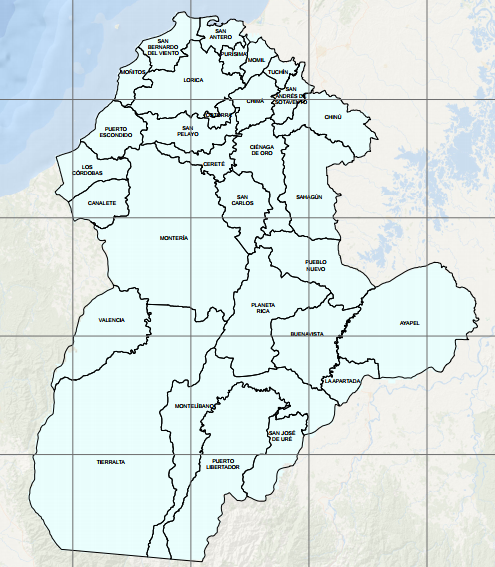 SAN
ANTERO
SAN
BERNARDO
DEL VIENTO
PURÍSIMA
MOMIL
MOÑITOS
LORICA
TUCHÍN
SAN
ANDRÉS DE
SOTAVENTO
CHIMÁ
CHINÚ
PUERTO
ESCONDIDO
SAN
PELAYO
CIÉNAGA
DE ORO
LOS
CÓRDOBAS
CERETÉ
CANALETE
SAN
CARLOS
SAHAGÚN
MONTERÍA
PUEBLO
NUEVO
PLANETA
RICA
VALENCIA
BUENAVISTA
AYAPEL
LA APARTADA
MONTELÍBANO
SAN JOSÉ
DE URÉ
TIERRALTA
PUERTO
LIBERTADOR